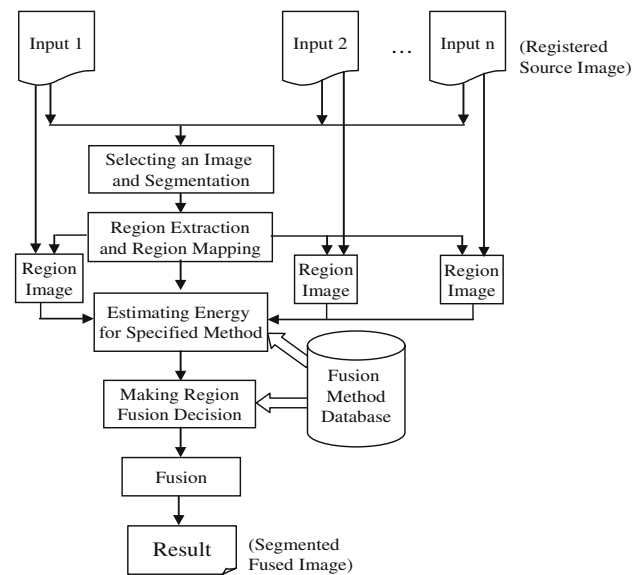 Input 1
Input 2
...
Input n
(Registered
Source Image)
Selecting an Image
and Segmentation
Region Extraction
and Region Mapping
Region
Image
Region
Image
Region
Image
Estimating Energy
for Specified Method
Fusion
Method
Database
Making Region
Fusion Decision
Fusion
Result
(Segmented
Fused Image)